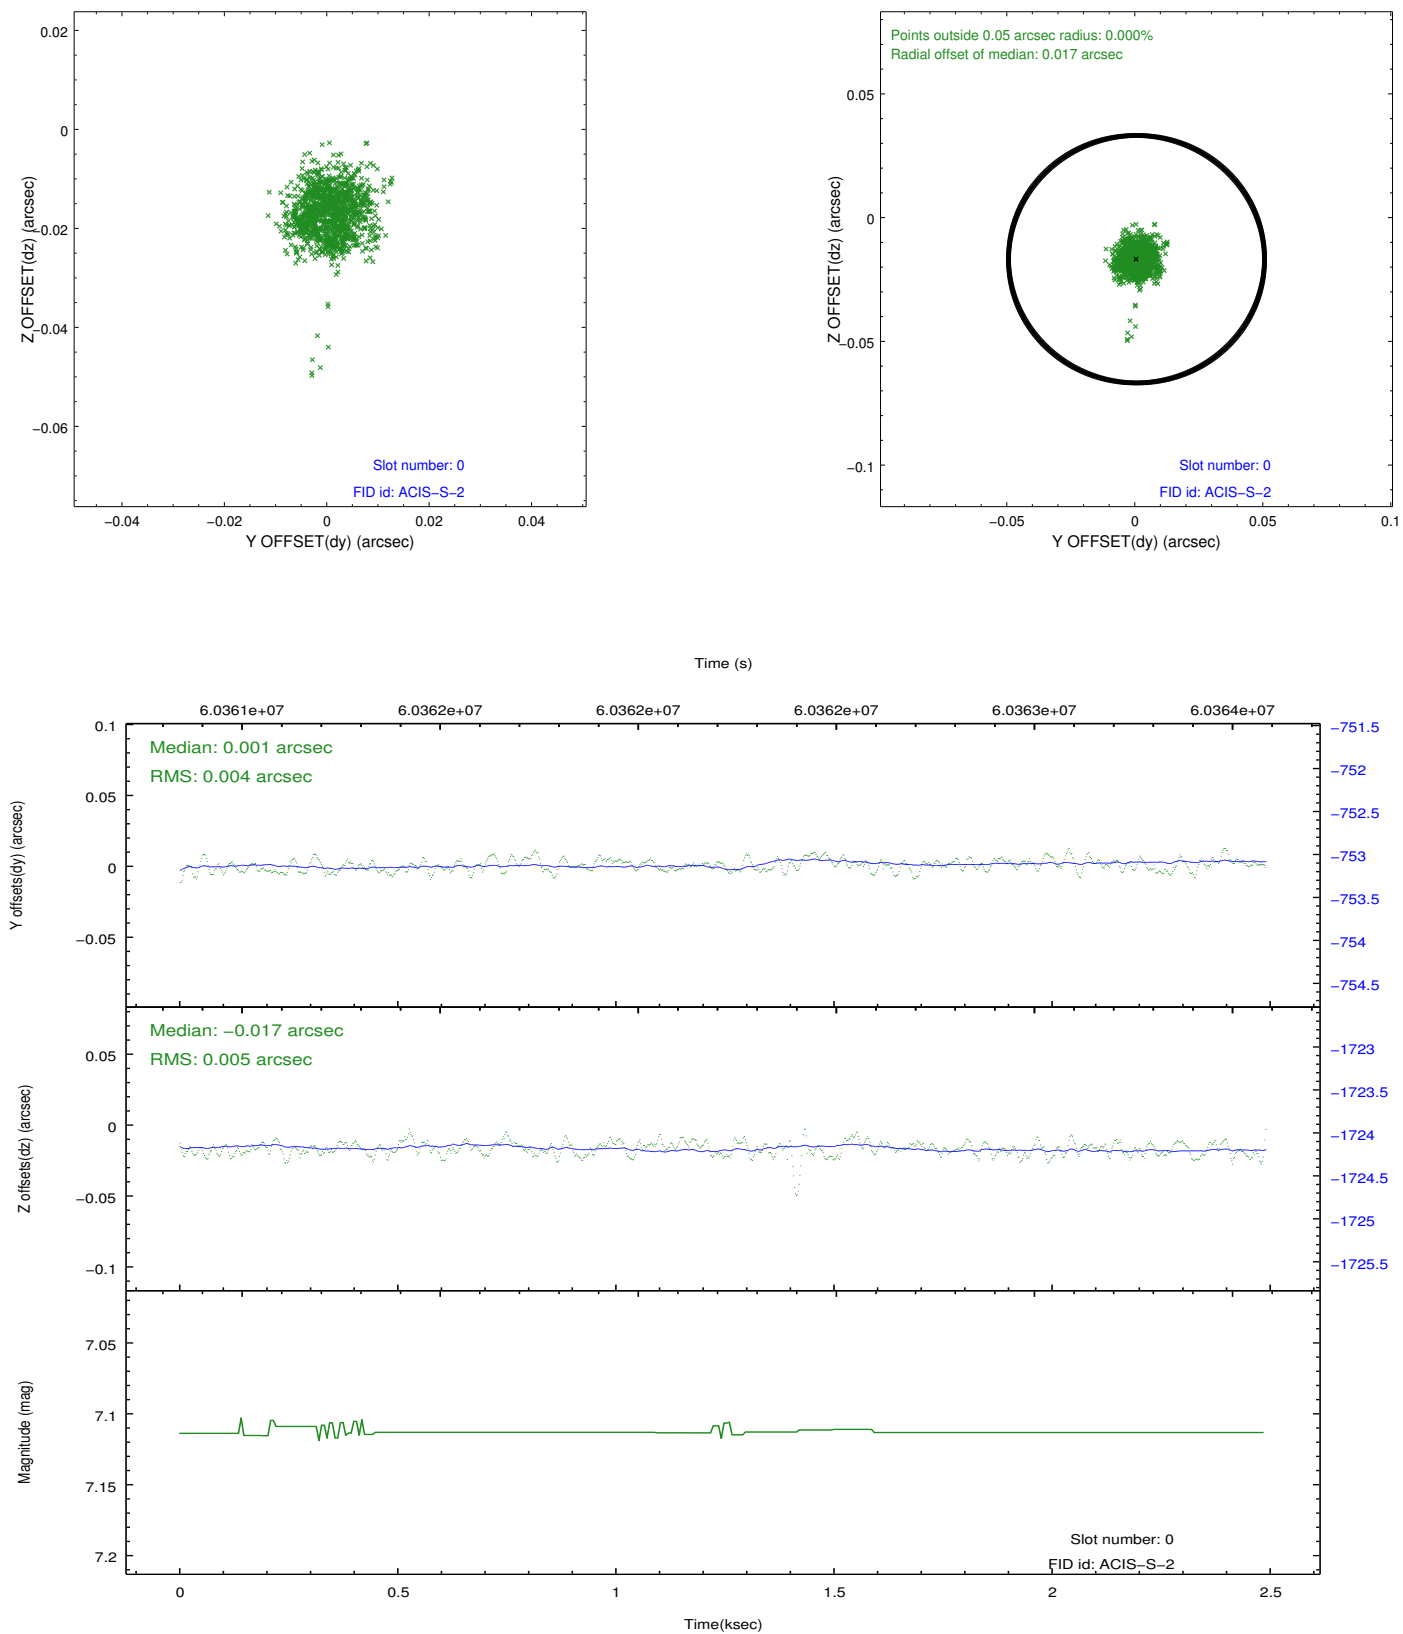 0.02
0
−0.02
−0.04
−0.06
Z OFFSET(dz) (arcsec)
Slot number: 0
FID id: ACIS−S−2
−0.04
−0.02
0
0.02
0.04
Y OFFSET(dy) (arcsec)
Points outside 0.05 arcsec radius: 0.000%
Radial offset of median: 0.017 arcsec
0.05
0
−0.05
−0.1
Z OFFSET(dz) (arcsec)
Slot number: 0
FID id: ACIS−S−2
−0.05
0
0.05
0.1
Y OFFSET(dy) (arcsec)
Time (s)
6.0361e+07
6.0362e+07
6.0362e+07
6.0362e+07
6.0363e+07
6.0364e+07
Median: 0.001 arcsec
RMS: 0.004 arcsec
0.1
0.05
0
−0.05
Y offsets(dy) (arcsec)
−751.5
−752
−752.5
−753
−753.5
−754
−754.5
Median: −0.017 arcsec
RMS: 0.005 arcsec
0.05
0
−0.05
−0.1
Z offsets(dz) (arcsec)
−1723
−1723.5
−1724
−1724.5
−1725
−1725.5
7.05
7.1
7.15
7.2
Magnitude (mag)
Slot number: 0
FID id: ACIS−S−2
0
0.5
1
1.5
2
2.5
Time(ksec)